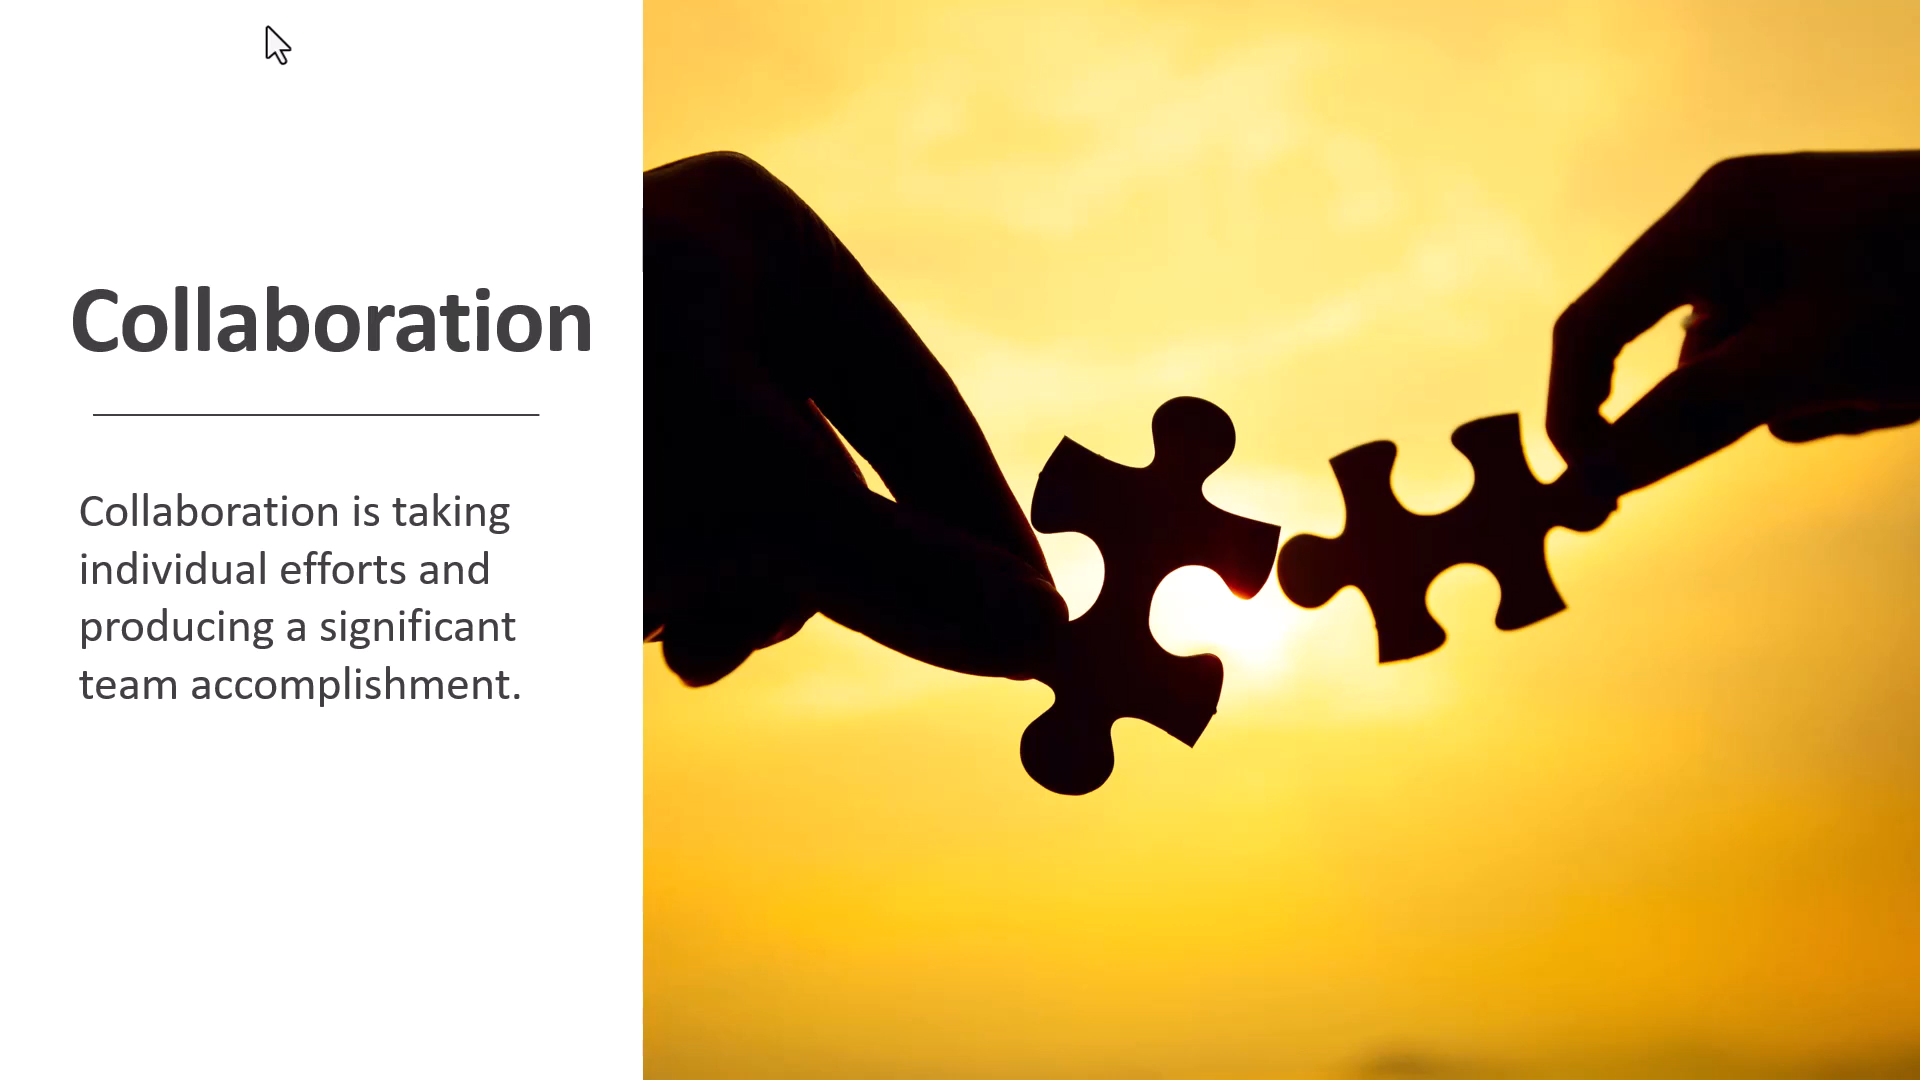 Collaboration
Collaboration is taking
individual efforts and
producing a significant
team accomplishment.